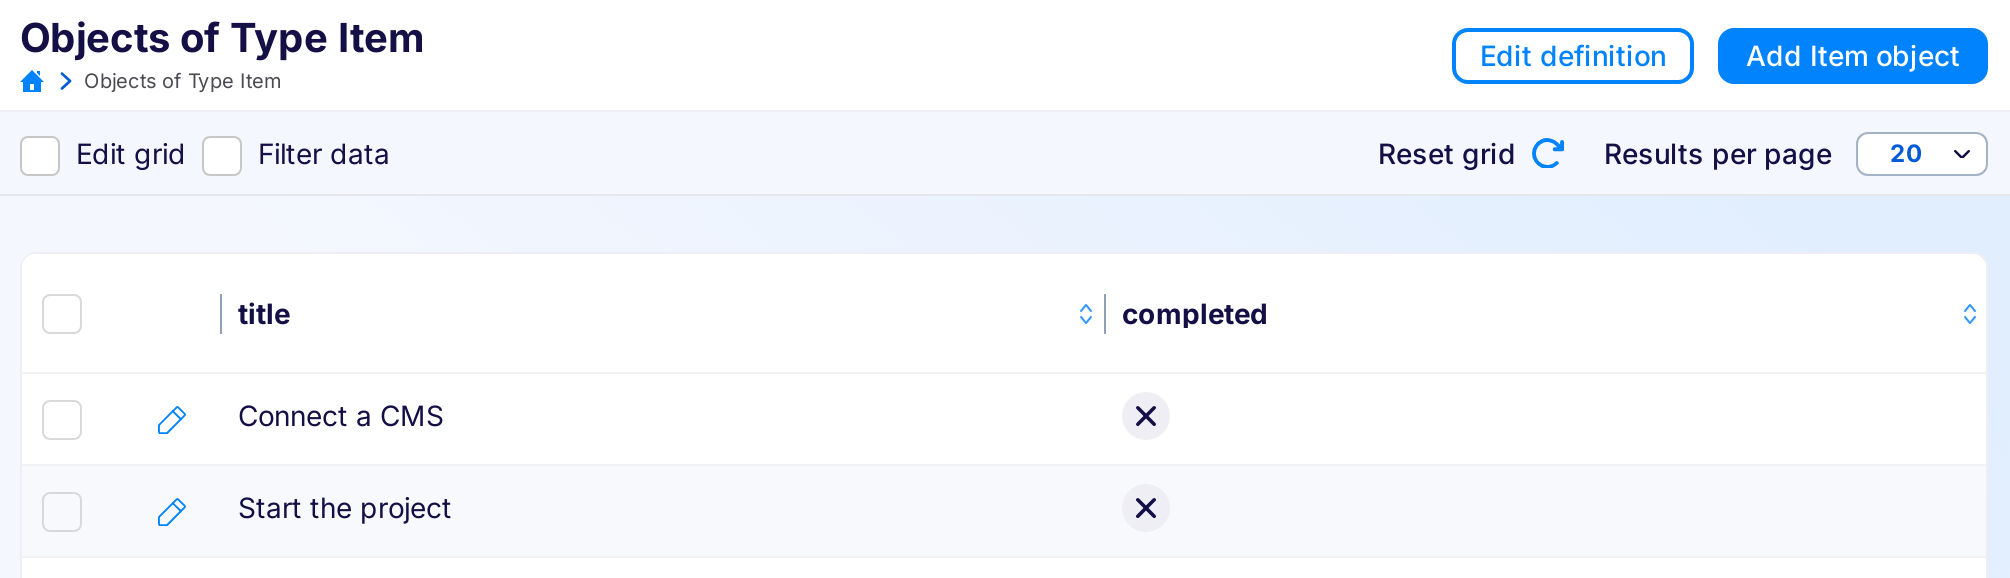 Objects of Type Item
Objects of Type Item
Edit definition
Add Item object
Edit grid
Filter data
Reset grid
Results per page
20
title
completed
Connect a CMS
Start the project